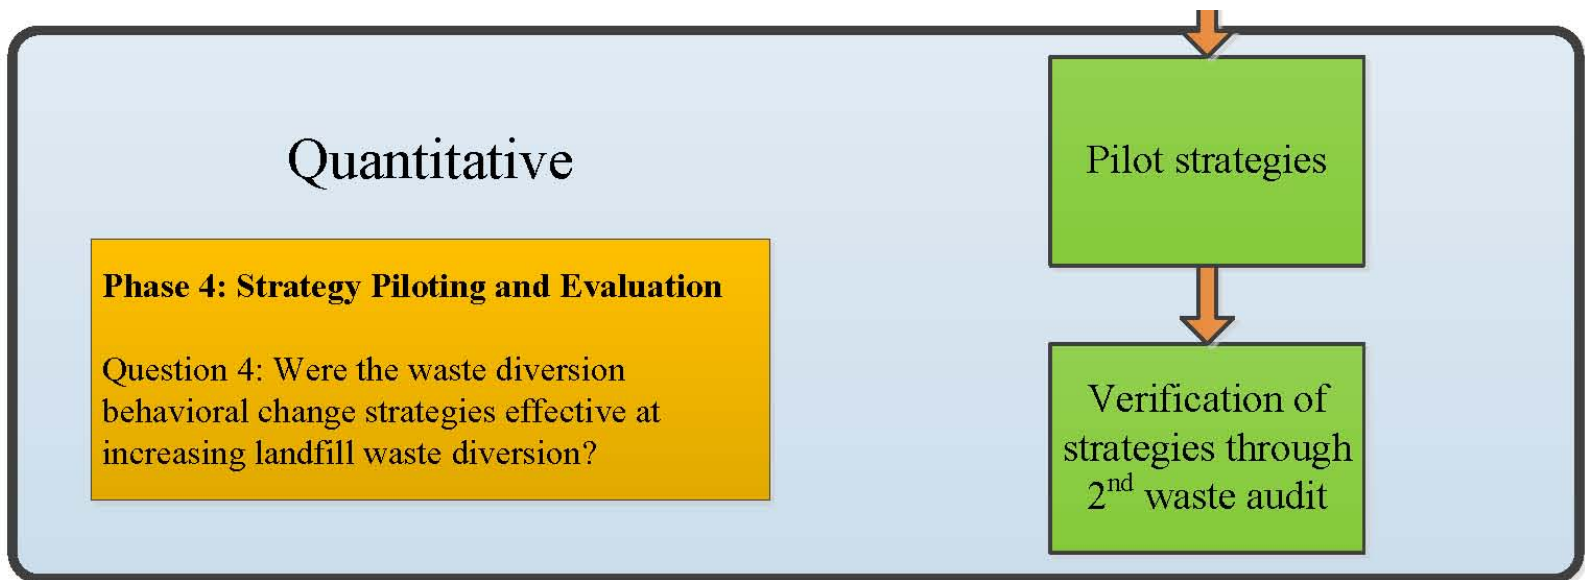 Quantitative
Phase 4: Strategy Piloting and Evaluation
Question 4: Were the waste diversion
behavioral change strategies effective at
increasing landfill waste diversion?
Pilot strategies
Verification of
strategies through
2nd waste audit